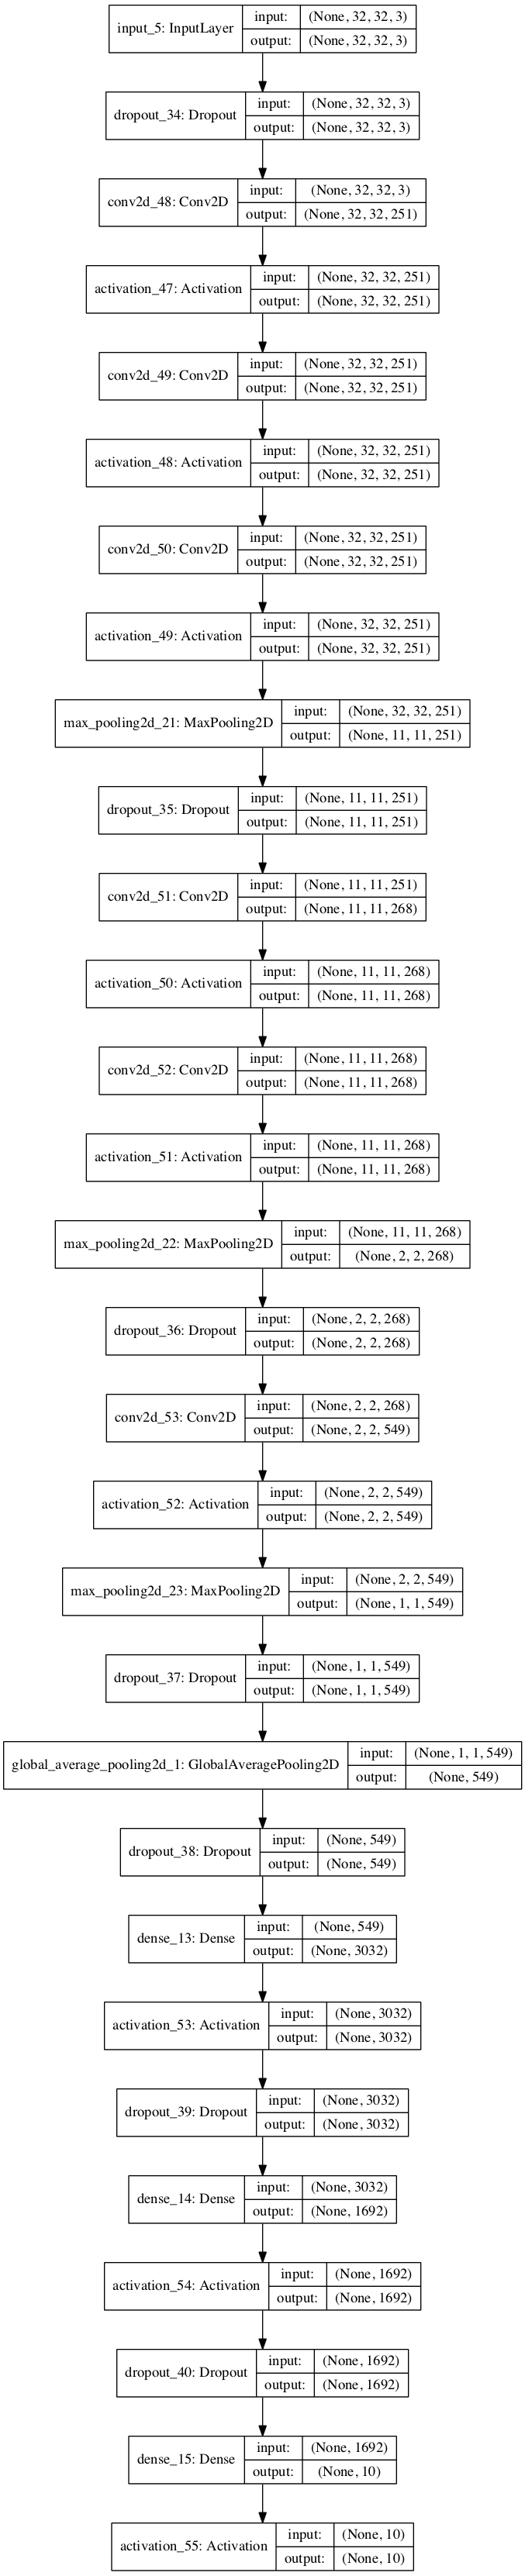 input_5: InputLayer
input: (None, 32, 32, 3)
output: (None, 32, 32, 3)
dropout_34: Dropout
input: (None, 32, 32, 3)
output: (None, 32, 32, 3)
conv2d_48: Conv2D
input: (None, 32, 32, 3)
output: (None, 32, 32, 251)
activation_47: Activation
input: (None, 32, 32, 251)
output: (None, 32, 32, 251)
conv2d_49: Conv2D
input: (None, 32, 32, 251)
output: (None, 32, 32, 251)
activation_48: Activation
input: (None, 32, 32, 251)
output: (None, 32, 32, 251)
conv2d_50: Conv2D
input: (None, 32, 32, 251)
output: (None, 32, 32, 251)
activation_49: Activation
input: (None, 32, 32, 251)
output: (None, 32, 32, 251)
max_pooling2d_21: MaxPooling2D
input: (None, 32, 32, 251)
output: (None, 11, 11, 251)
dropout_35: Dropout
input: (None, 11, 11, 251)
output: (None, 11, 11, 251)
conv2d_51: Conv2D
input: (None, 11, 11, 251)
output: (None, 11, 11, 268)
activation_50: Activation
input: (None, 11, 11, 268)
output: (None, 11, 11, 268)
conv2d_52: Conv2D
input: (None, 11, 11, 268)
output: (None, 11, 11, 268)
activation_51: Activation
input: (None, 11, 11, 268)
output: (None, 11, 11, 268)
max_pooling2d_22: MaxPooling2D
input: (None, 11, 11, 268)
output: (None, 2, 2, 268)
dropout_36: Dropout
input: (None, 2, 2, 268)
output: (None, 2, 2, 268)
conv2d_53: Conv2D
input: (None, 2, 2, 268)
output: (None, 2, 2, 549)
activation_52: Activation
input: (None, 2, 2, 549)
output: (None, 2, 2, 549)
max_pooling2d_23: MaxPooling2D
input: (None, 2, 2, 549)
output: (None, 1, 1, 549)
dropout_37: Dropout
input: (None, 1, 1, 549)
output: (None, 1, 1, 549)
global_average_pooling2d_1: GlobalAveragePooling2D
input: (None, 1, 1, 549)
output: (None, 549)
dropout_38: Dropout
input: (None, 549)
output: (None, 549)
dense_13: Dense
input: (None, 549)
output: (None, 3032)
activation_53: Activation
input: (None, 3032)
output: (None, 3032)
dropout_39: Dropout
input: (None, 3032)
output: (None, 3032)
dense_14: Dense
input: (None, 3032)
output: (None, 1692)
activation_54: Activation
input: (None, 1692)
output: (None, 1692)
dropout_40: Dropout
input: (None, 1692)
output: (None, 1692)
dense_15: Dense
input: (None, 1692)
output: (None, 10)
activation_55: Activation
input: (None, 10)
output: (None, 10)